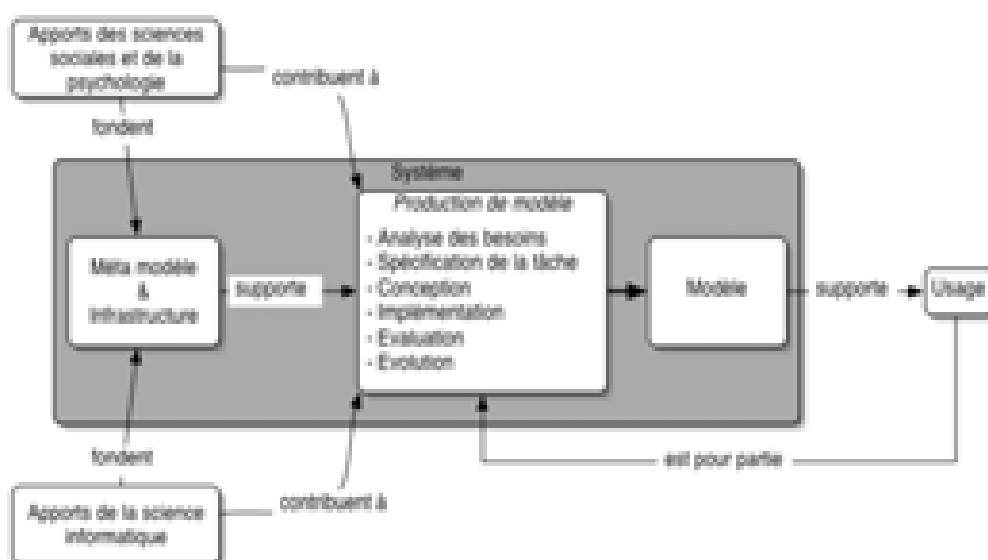 Apports des sciences
sociales et de la
psychologie
contribuent à
fondent
Système
Production de modèle
- Analyse des besoins
- Spécification de la tâche
- Conception
- Implémentation
- Evaluation
- Evolution
Méta modèle
&
Infrastructure
supporte
Modèle
supporte
Usage
est pour partie
fondent
contribuent à
Apports de la science
informatique